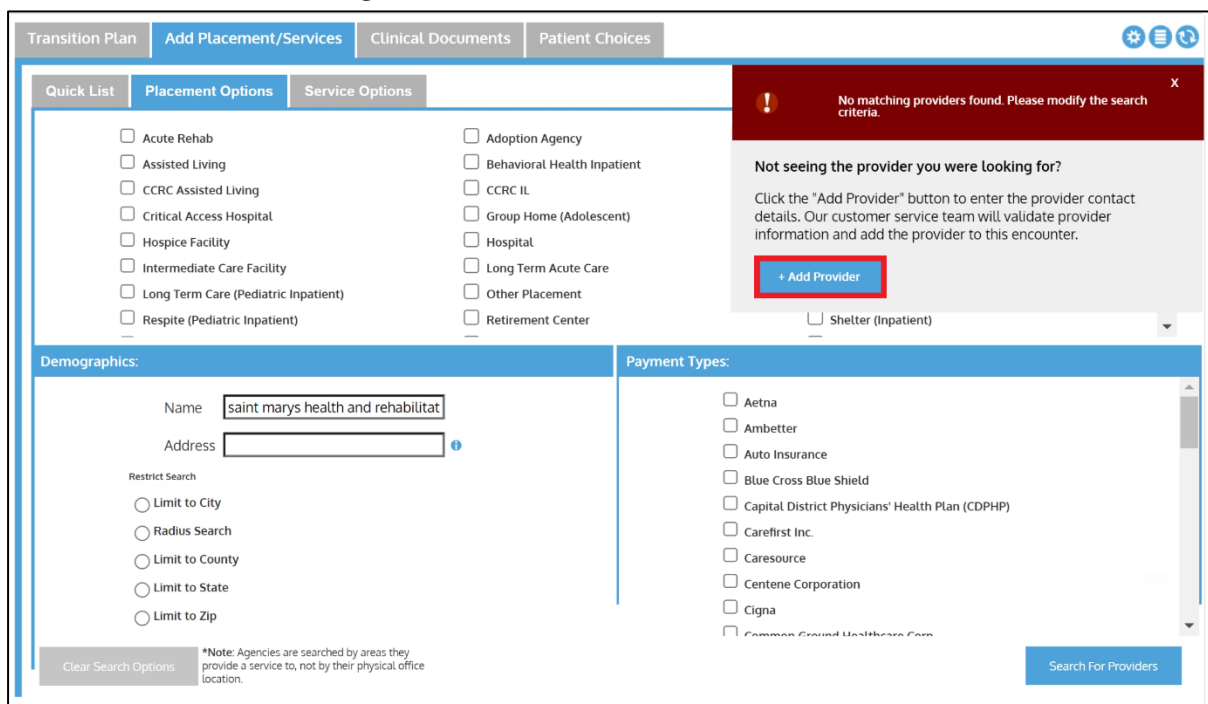 Transition Plan
Add Placement/Services
Clinical Documents
Patient Choices
Quick List
Placement Options
Service Options
x
!
No matching providers found. Please modify the search
criteria.
Not seeing the provider you were looking for?
Click the "Add Provider" button to enter the provider contact
details. Our customer service team will validate provider
information and add the provider to this encounter.
+ Add Provider
Acute Rehab
Adoption Agency
Assisted Living
Behavioral Health Inpatient
CCRC Assisted Living
CCRC IL
Critical Access Hospital
Group Home (Adolescent)
Hospice Facility
Hospital
Intermediate Care Facility
Long Term Acute Care
Long Term Care (Pediatric Inpatient)
Other Placement
Respite (Pediatric Inpatient)
Retirement Center
Shelter (Inpatient)
Demographics:
Name
saint marys health and rehabilitat
Address
Restrict Search
Limit to City
Radius Search
Limit to County
Limit to State
Limit to Zip
Payment Types:
Aetna
Ambetter
Auto Insurance
Blue Cross Blue Shield
Capital District Physicians' Health Plan (CDPHP)
Carefirst Inc.
Caresource
Centene Corporation
Cigna
Common Ground Healthcare Corp
Clear Search Options
*Note: Agencies are searched by areas they
provide a service to, not by their physical office
location.
Search For Providers